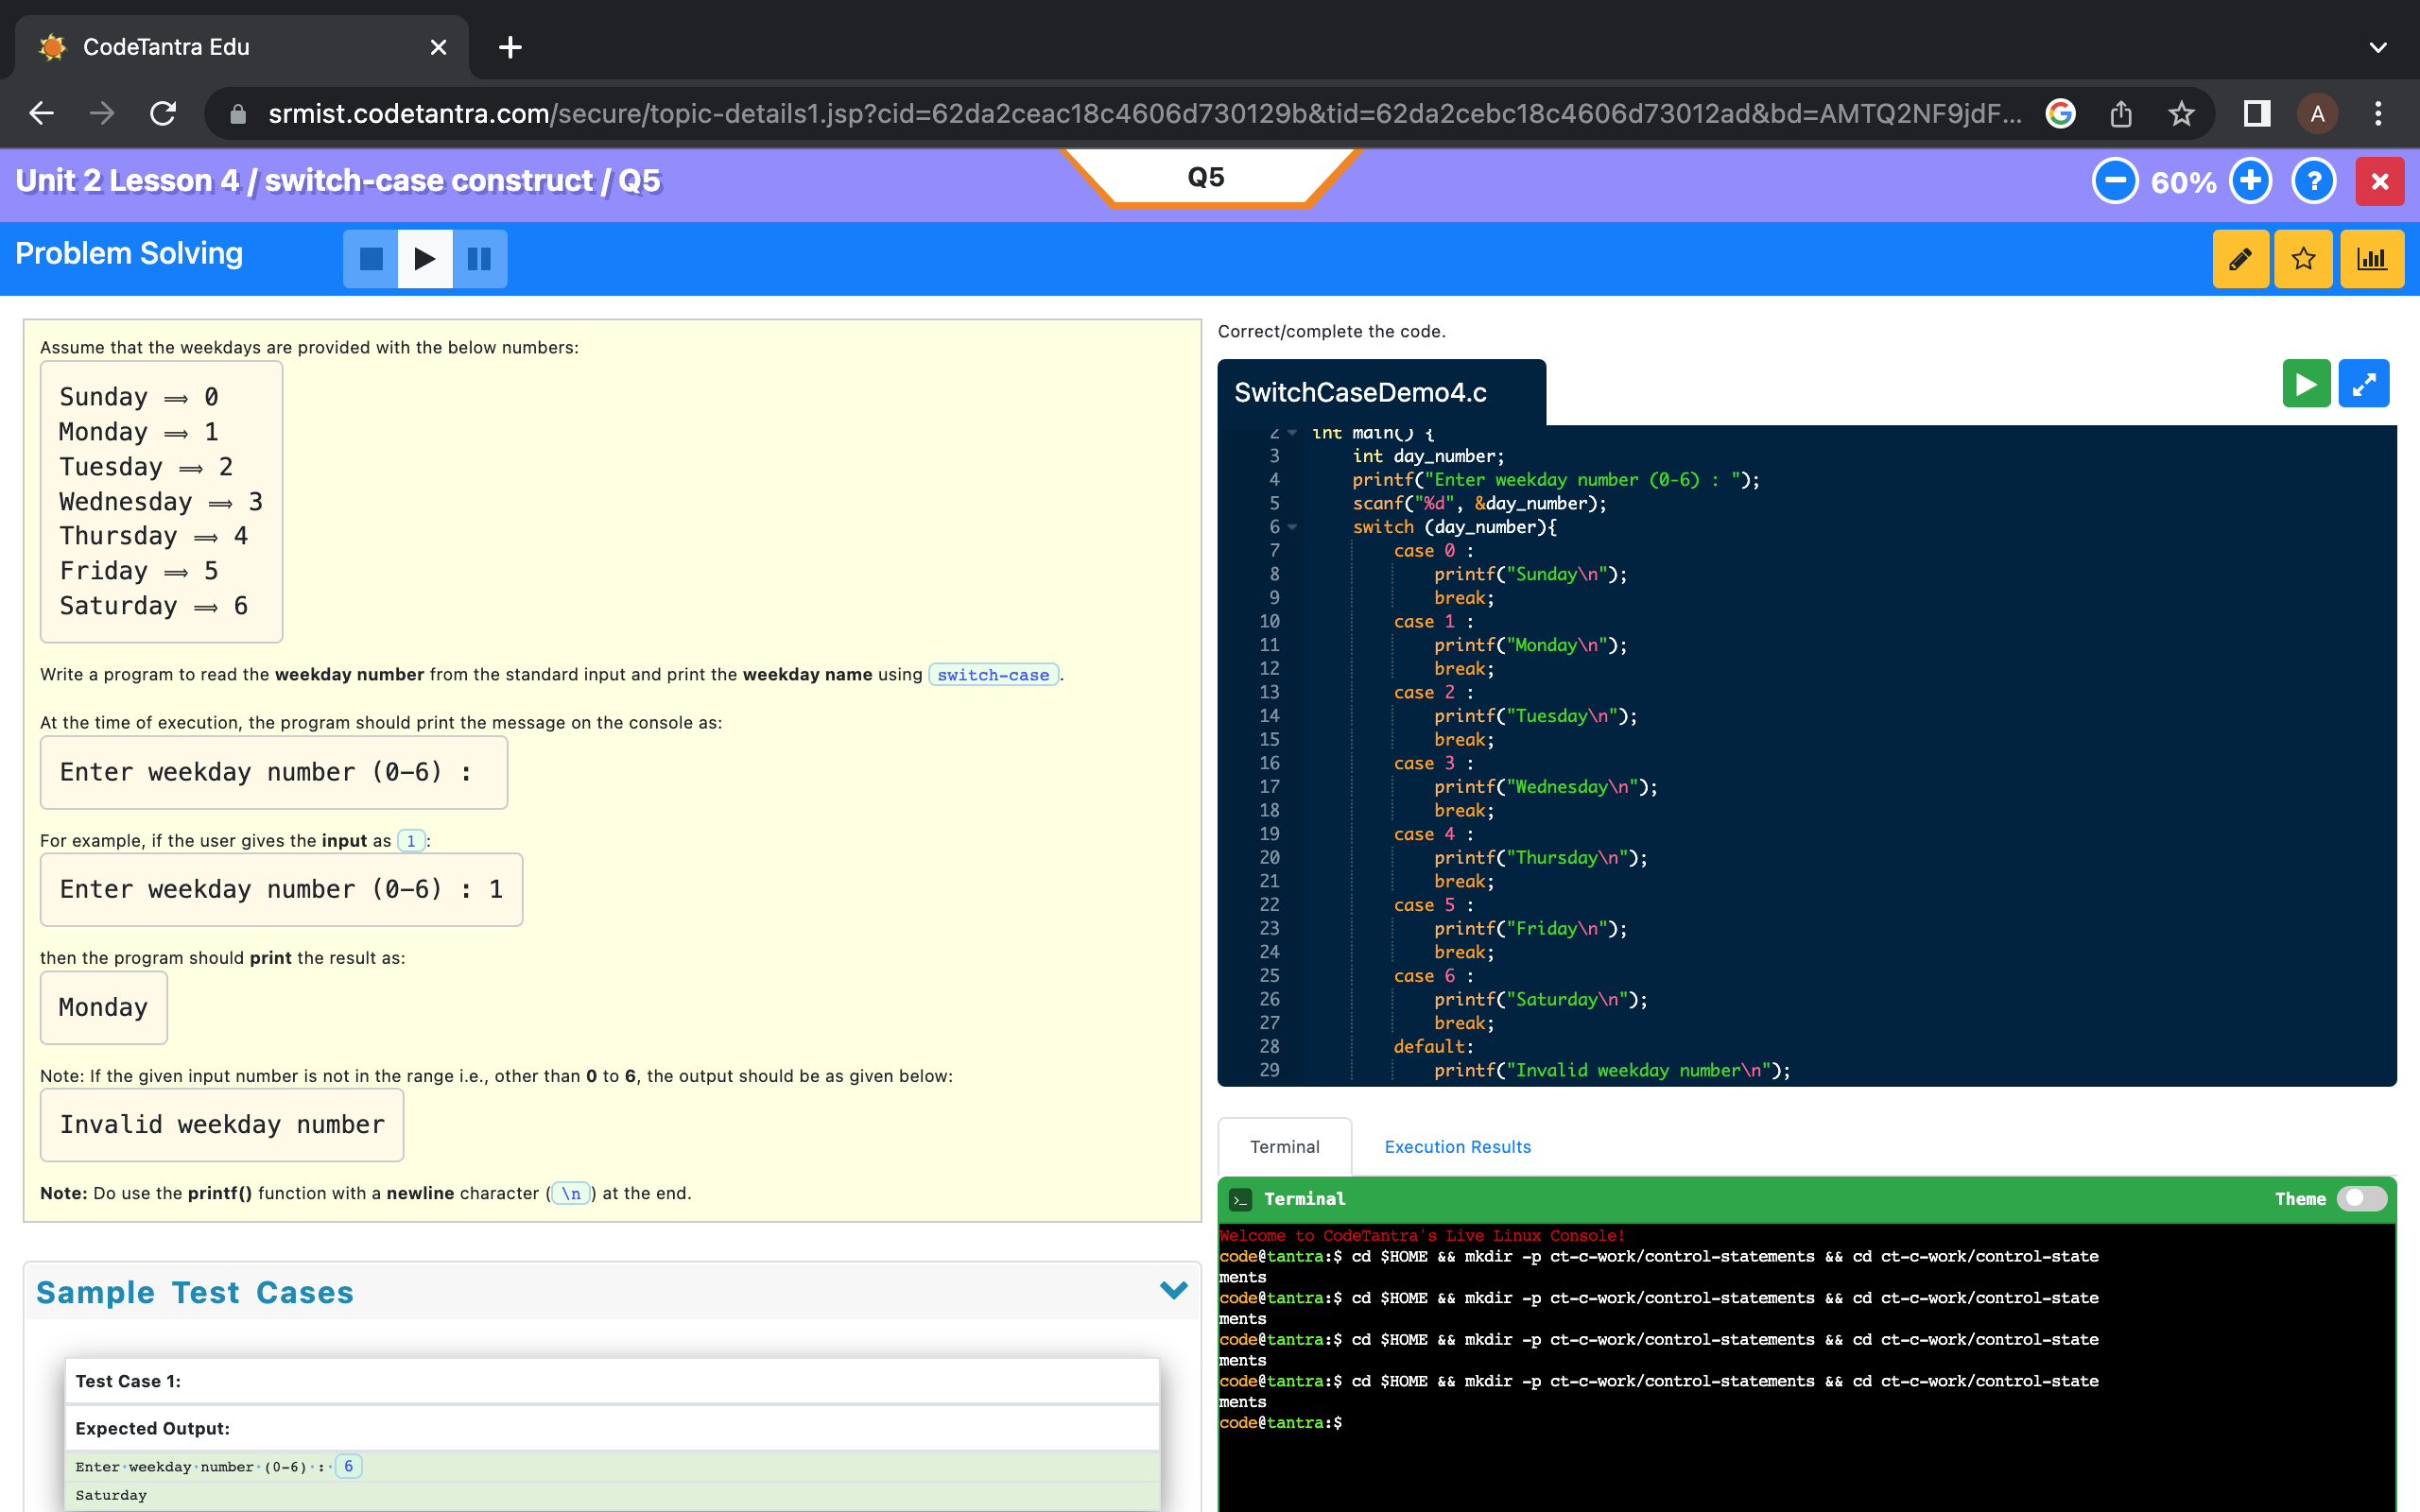 CodeTantra Edu
srmist.codetantra.com/secure/topic-details1.jsp?cid=62da2ceac18c4606d730129b&tid=62da2cebc18c4606d73012ad&bd=AMTQ2NF9jdF...
A
Unit 2 Lesson 4 / switch-case construct / Q5
Q5
60%
?
Problem Solving
Assume that the weekdays are provided with the below numbers:
Sunday ⟹ 0
Monday ⟹ 1
Tuesday ⟹ 2
Wednesday ⟹ 3
Thursday ⟹ 4
Friday ⟹ 5
Saturday ⟹ 6
Write a program to read the weekday number from the standard input and print the weekday name using switch-case.
At the time of execution, the program should print the message on the console as:
Enter weekday number (0-6) :
For example, if the user gives the input as 1:
Enter weekday number (0-6) : 1
then the program should print the result as:
Monday
Note: If the given input number is not in the range i.e., other than 0 to 6, the output should be as given below:
Invalid weekday number
Note: Do use the printf() function with a newline character (\n) at the end.
Sample Test Cases
Test Case 1:
Expected Output:
Enter·weekday·number·(0-6)·:·6
Saturday
Correct/complete the code.
SwitchCaseDemo4.c
2 int main() {
3 int day_number;
4 printf("Enter weekday number (0-6) : ");
5 scanf("%d", &day_number);
6 switch (day_number){
7 case 0 :
8 printf("Sunday\n");
9 break;
10 case 1 :
11 printf("Monday\n");
12 break;
13 case 2 :
14 printf("Tuesday\n");
15 break;
16 case 3 :
17 printf("Wednesday\n");
18 break;
19 case 4 :
20 printf("Thursday\n");
21 break;
22 case 5 :
23 printf("Friday\n");
24 break;
25 case 6 :
26 printf("Saturday\n");
27 break;
28 default:
29 printf("Invalid weekday number\n");
Terminal
Execution Results
>_ Terminal
Theme
Welcome to CodeTantra's Live Linux Console!
code@tantra:$ cd $HOME && mkdir -p ct-c-work/control-statements && cd ct-c-work/control-state
ments
code@tantra:$ cd $HOME && mkdir -p ct-c-work/control-statements && cd ct-c-work/control-state
ments
code@tantra:$ cd $HOME && mkdir -p ct-c-work/control-statements && cd ct-c-work/control-state
ments
code@tantra:$ cd $HOME && mkdir -p ct-c-work/control-statements && cd ct-c-work/control-state
ments
code@tantra:$